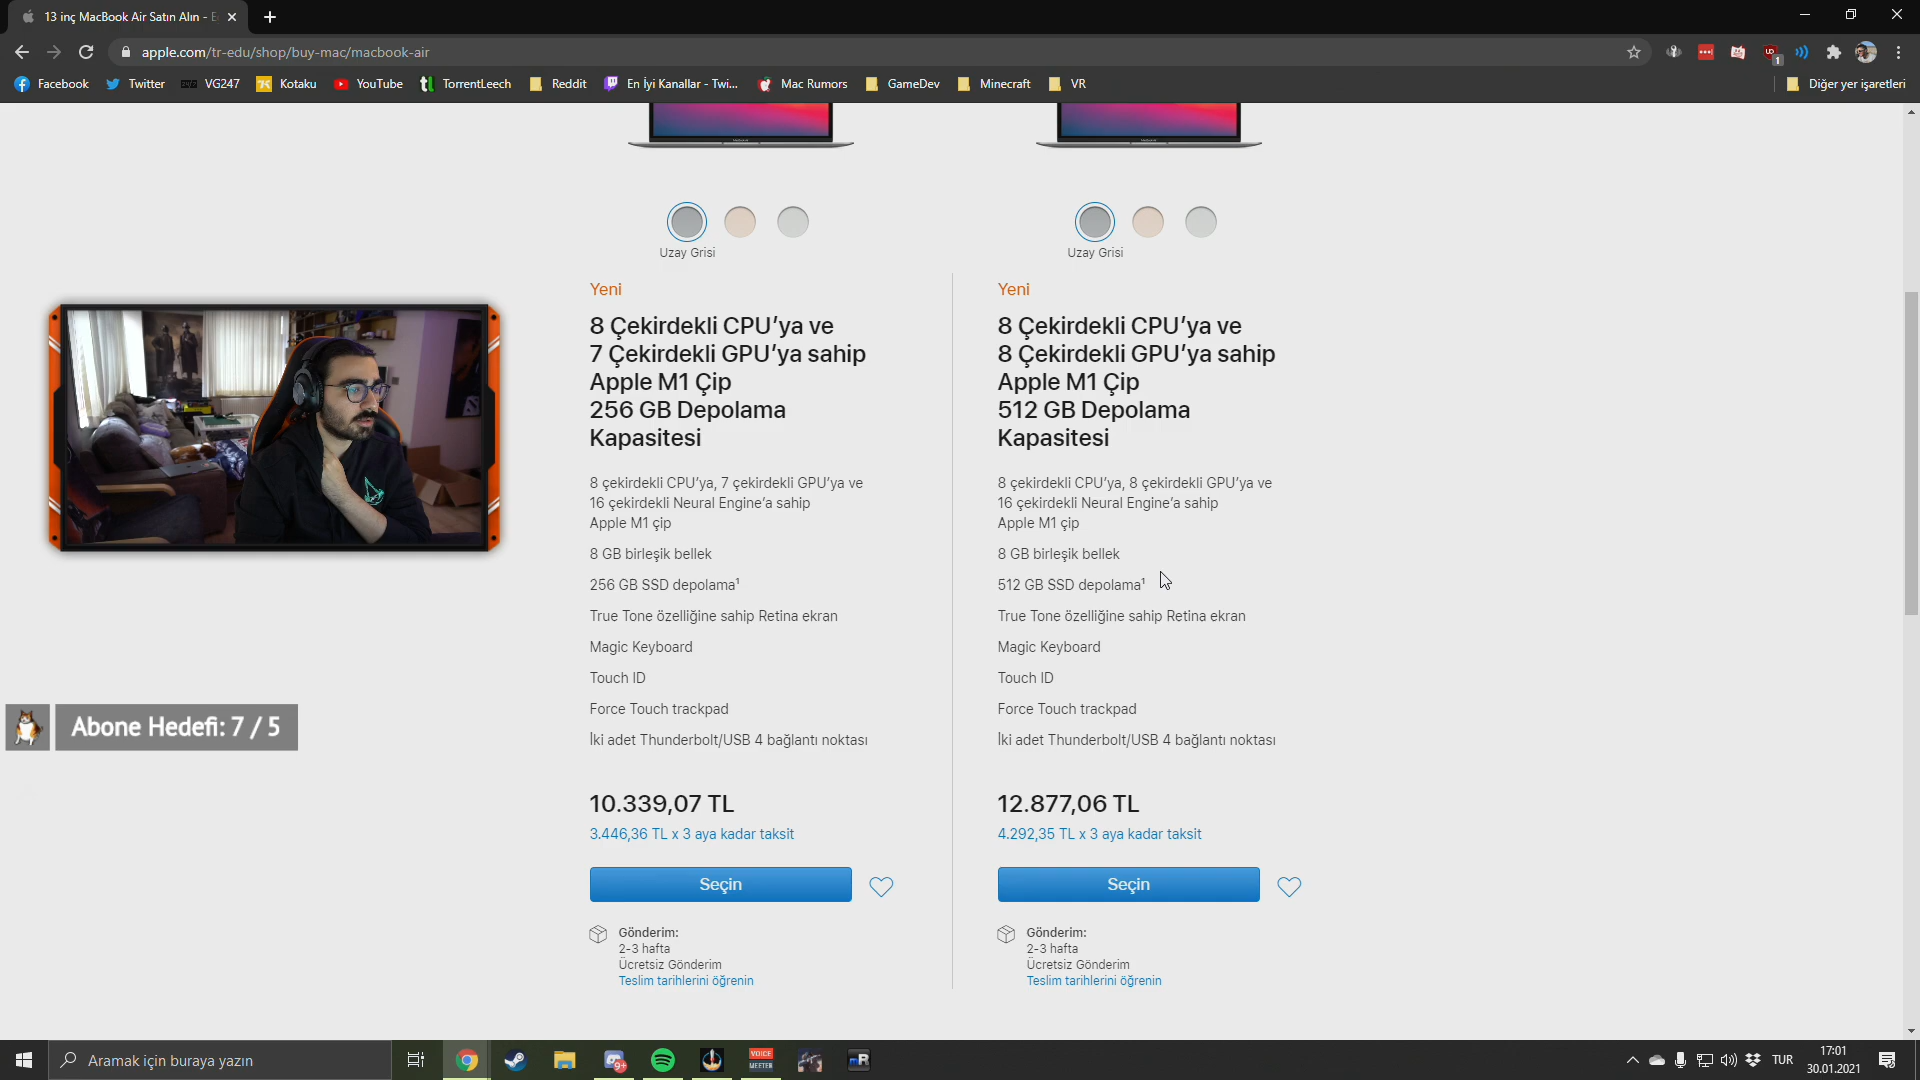 13 inç MacBook Air Satın Alın - E
apple.com/tr-edu/shop/buy-mac/macbook-air
Facebook
Twitter
VG247
Kotaku
YouTube
TorrentLeech
Reddit
En İyi Kanallar - Twi...
Mac Rumors
GameDev
Minecraft
VR
Diğer yer işaretleri
Uzay Grisi
Yeni
8 Çekirdekli CPU'ya ve
7 Çekirdekli GPU'ya sahip
Apple M1 Çip
256 GB Depolama
Kapasitesi
8 çekirdekli CPU'ya, 7 çekirdekli GPU'ya ve
16 çekirdekli Neural Engine'a sahip
Apple M1 çip
8 GB birleşik bellek
256 GB SSD depolama¹
True Tone özelliğine sahip Retina ekran
Magic Keyboard
Touch ID
Force Touch trackpad
İki adet Thunderbolt/USB 4 bağlantı noktası
10.339,07 TL
3.446,36 TL x 3 aya kadar taksit
Seçin
Gönderim:
2-3 hafta
Ücretsiz Gönderim
Teslim tarihlerini öğrenin
Uzay Grisi
Yeni
8 Çekirdekli CPU'ya ve
8 Çekirdekli GPU'ya sahip
Apple M1 Çip
512 GB Depolama
Kapasitesi
8 çekirdekli CPU'ya, 8 çekirdekli GPU'ya ve
16 çekirdekli Neural Engine'a sahip
Apple M1 çip
8 GB birleşik bellek
512 GB SSD depolama¹
True Tone özelliğine sahip Retina ekran
Magic Keyboard
Touch ID
Force Touch trackpad
İki adet Thunderbolt/USB 4 bağlantı noktası
12.877,06 TL
4.292,35 TL x 3 aya kadar taksit
Seçin
Gönderim:
2-3 hafta
Ücretsiz Gönderim
Teslim tarihlerini öğrenin
Abone Hedefi: 7 / 5
Aramak için buraya yazın
9+
VOICE
MEETER
mR
TUR
17:01
30.01.2021